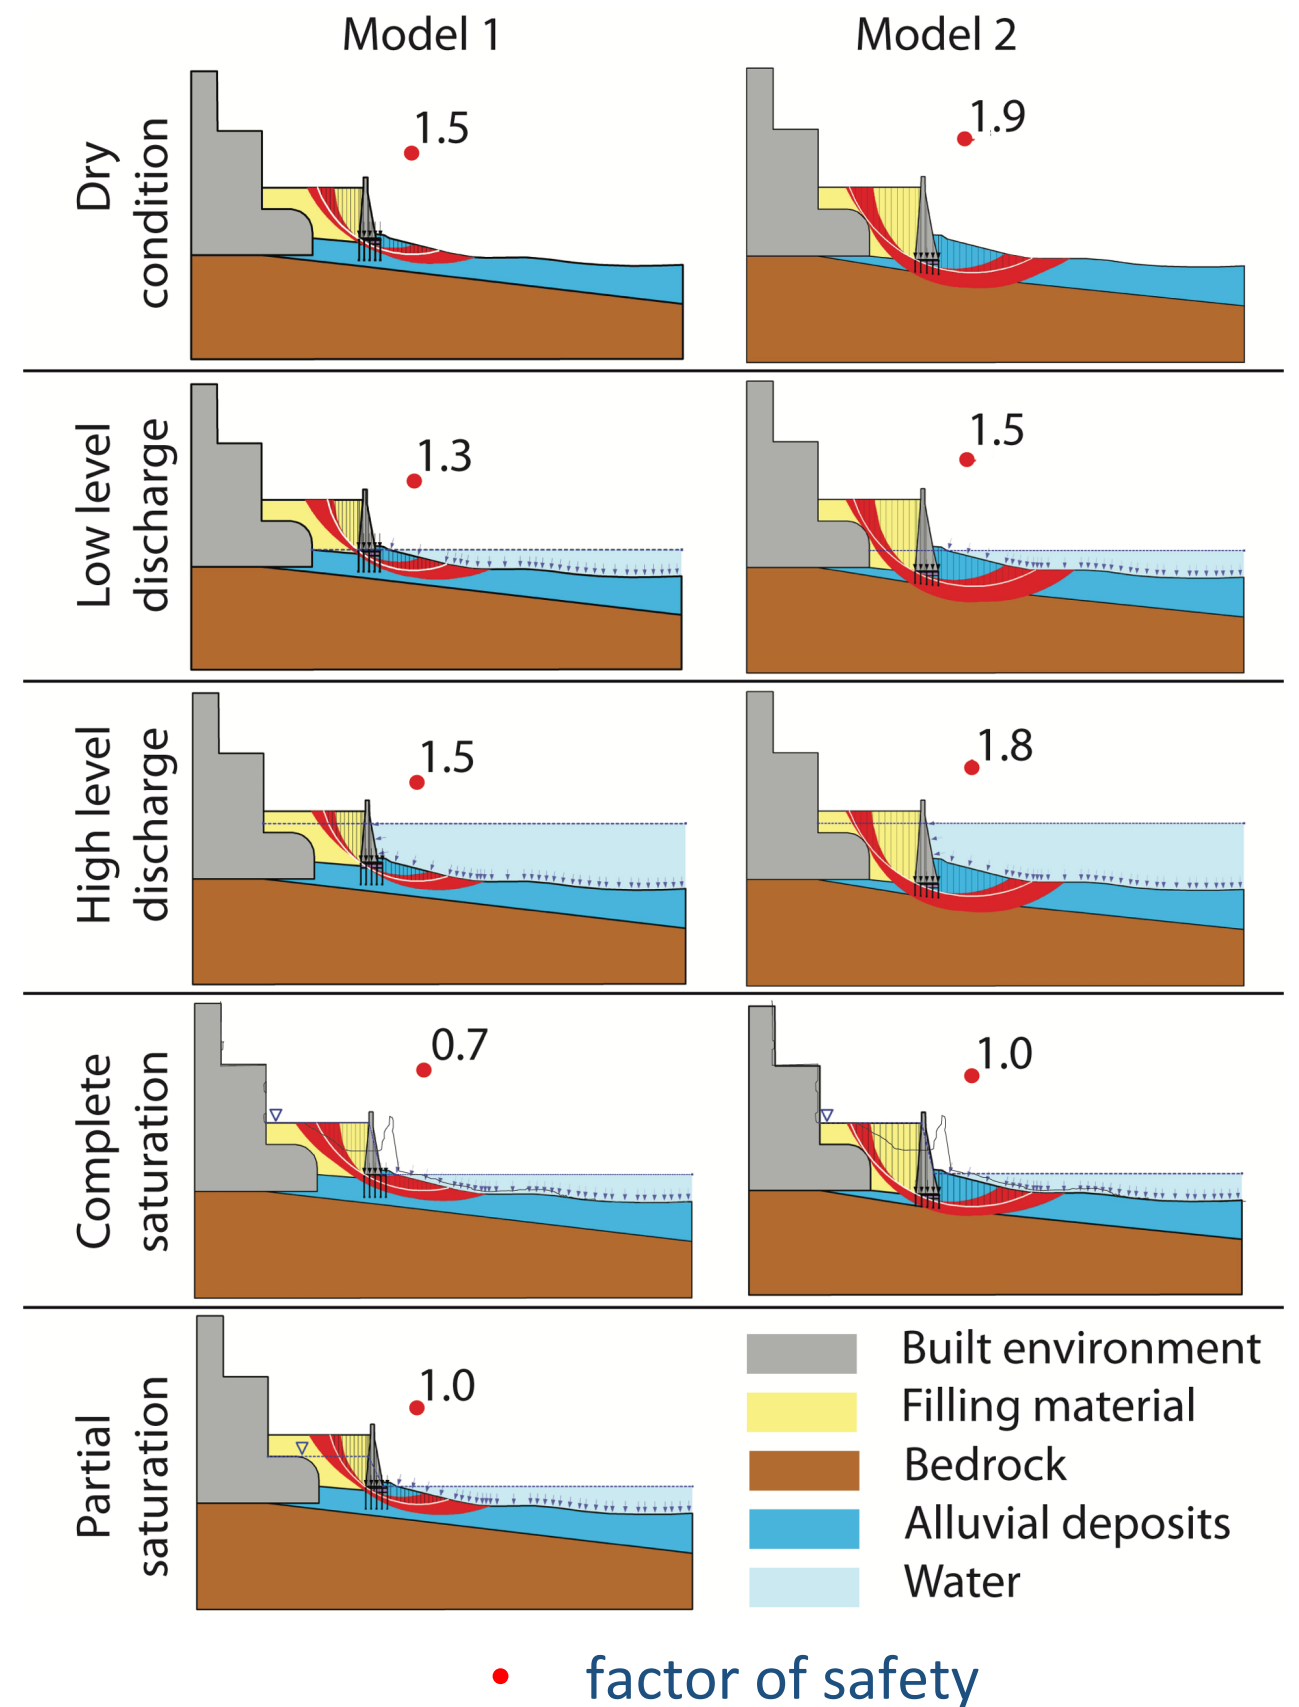 Model 1
Model 2
Dry
condition
1.5
1.9
Low level
discharge
1.3
1.5
High level
discharge
1.5
1.8
Complete
saturation
0.7
1.0
Partial
saturation
1.0
Built environment
Filling material
Bedrock
Alluvial deposits
Water
factor of safety